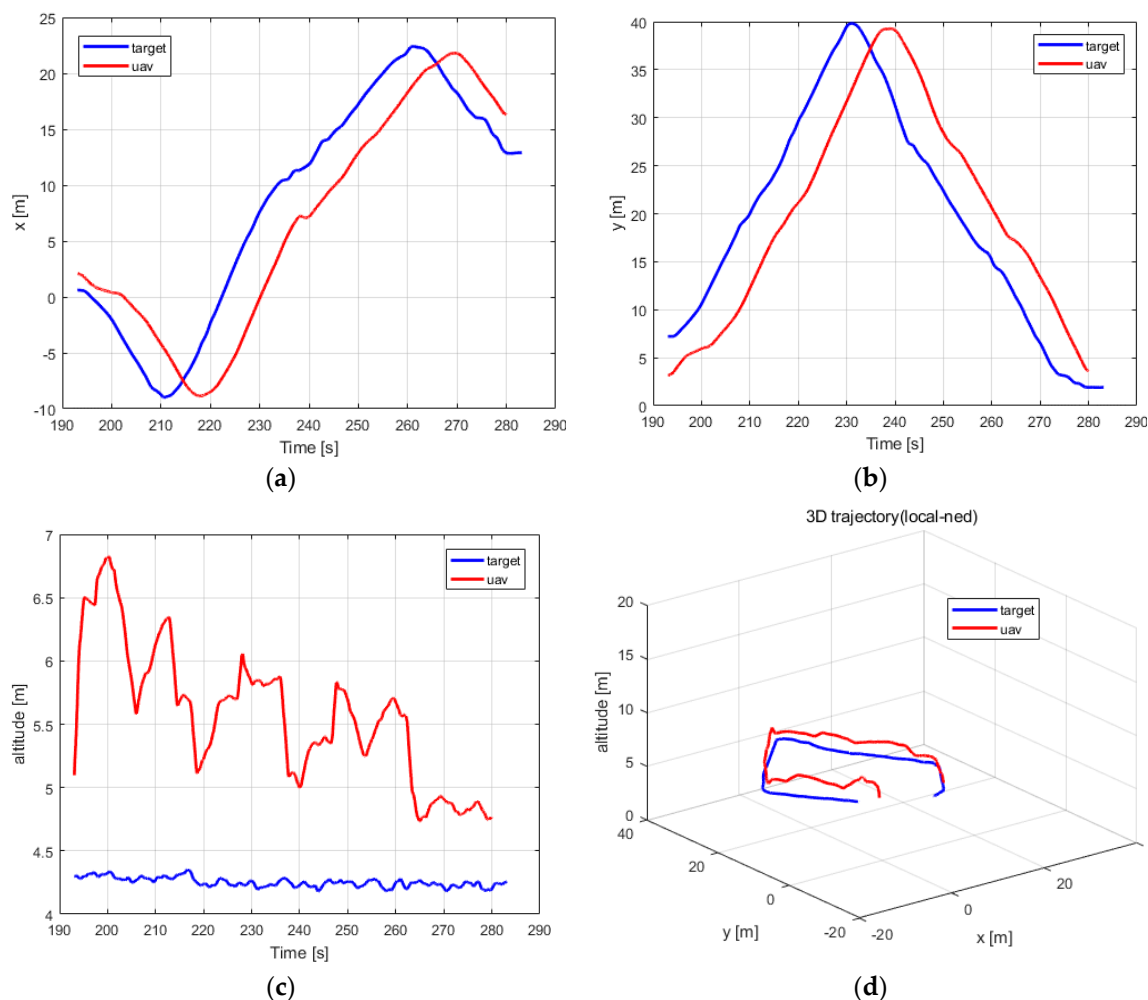 25
20
15
10
5
0
-5
-10
x [m]
target
uav
190 200 210 220 230 240 250 260 270 280 290
Time [s]
(a)
40
35
30
25
20
15
10
5
0
y [m]
target
uav
190 200 210 220 230 240 250 260 270 280 290
Time [s]
(b)
7
6.5
6
5.5
5
4.5
4
altitude [m]
target
uav
190 200 210 220 230 240 250 260 270 280 290
Time [s]
(c)
3D trajectory(local-ned)
target
uav
20
15
10
5
0
altitude [m]
40
20
0
-20
y [m]
-20
0
20
x [m]
(d)